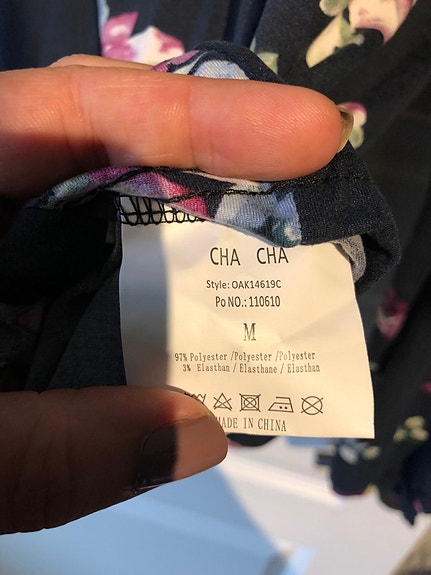 CHA CHA
Style: OAK14619C
Po NO.: 110610
M
97% Polyester /Polyester /Polyester
3% Elasthan / Elasthane / Elasthan
MADE IN CHINA